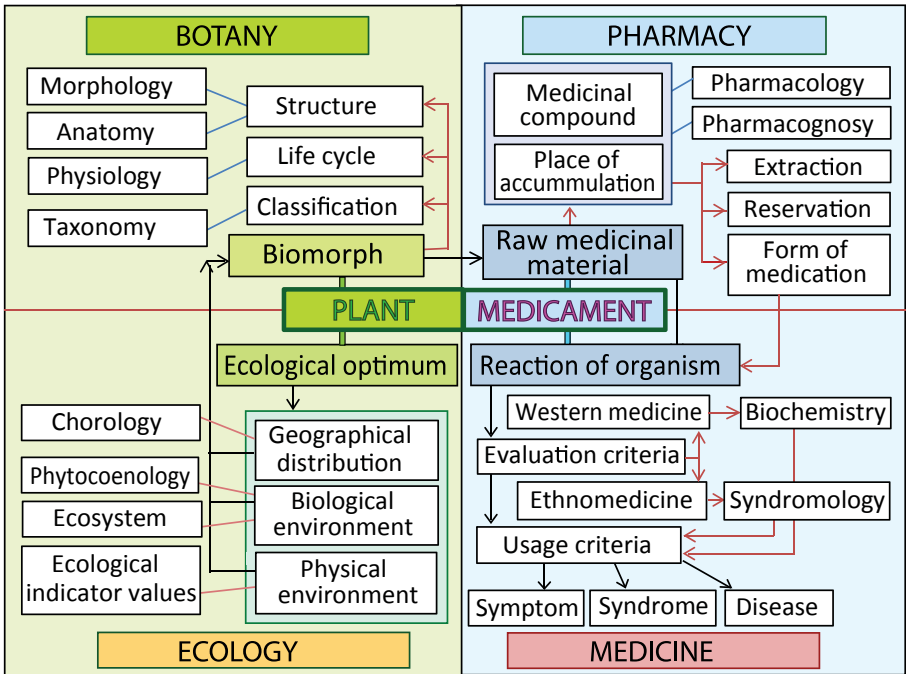 BOTANY
Morphology
Anatomy
Physiology
Taxonomy
Structure
Life cycle
Classification
Biomorph
PHARMACY
Medicinal
compound
Place of
accummulation
Pharmacology
Pharmacognosy
Extraction
Reservation
Form of
medication
Raw medicinal
material
PLANT
MEDICAMENT
Ecological optimum
Chorology
Phytocoenology
Ecosystem
Ecological
indicator values
Geographical
distribution
Biological
environment
Physical
environment
ECOLOGY
Reaction of organism
Western medicine
Biochemistry
Evaluation criteria
Ethnomedicine
Syndromology
Usage criteria
Symptom
Syndrome
Disease
MEDICINE